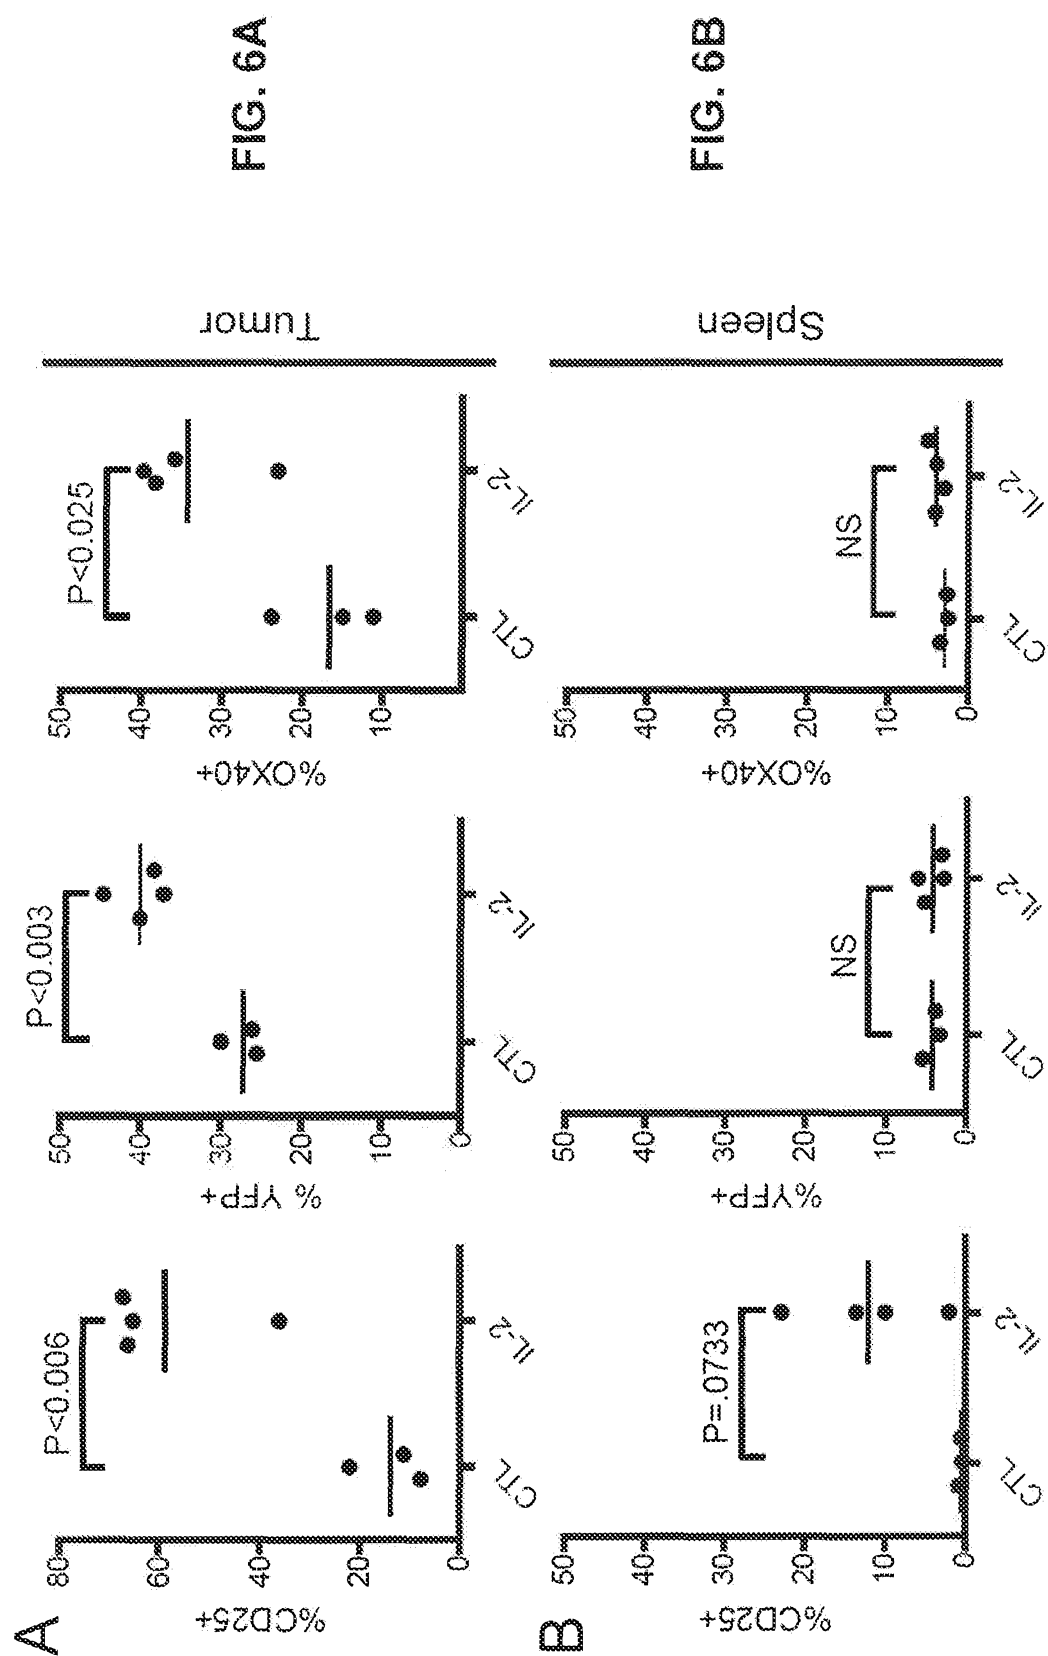 A
%CD25+
80
60
40
20
0
P<0.006
CTL
IL-2
% YFP+
50
40
30
20
10
0
P<0.003
CTL
IL-2
%OX40+
50
40
30
20
10
P<0.025
CTL
IL-2
Tumor
FIG. 6A
B
%CD25+
50
40
30
20
10
0
P=.0733
CTL
IL-2
%YFP+
50
40
30
20
10
0
NS
CTL
IL-2
%OX40+
50
40
30
20
10
0
NS
CTL
IL-2
Spleen
FIG. 6B